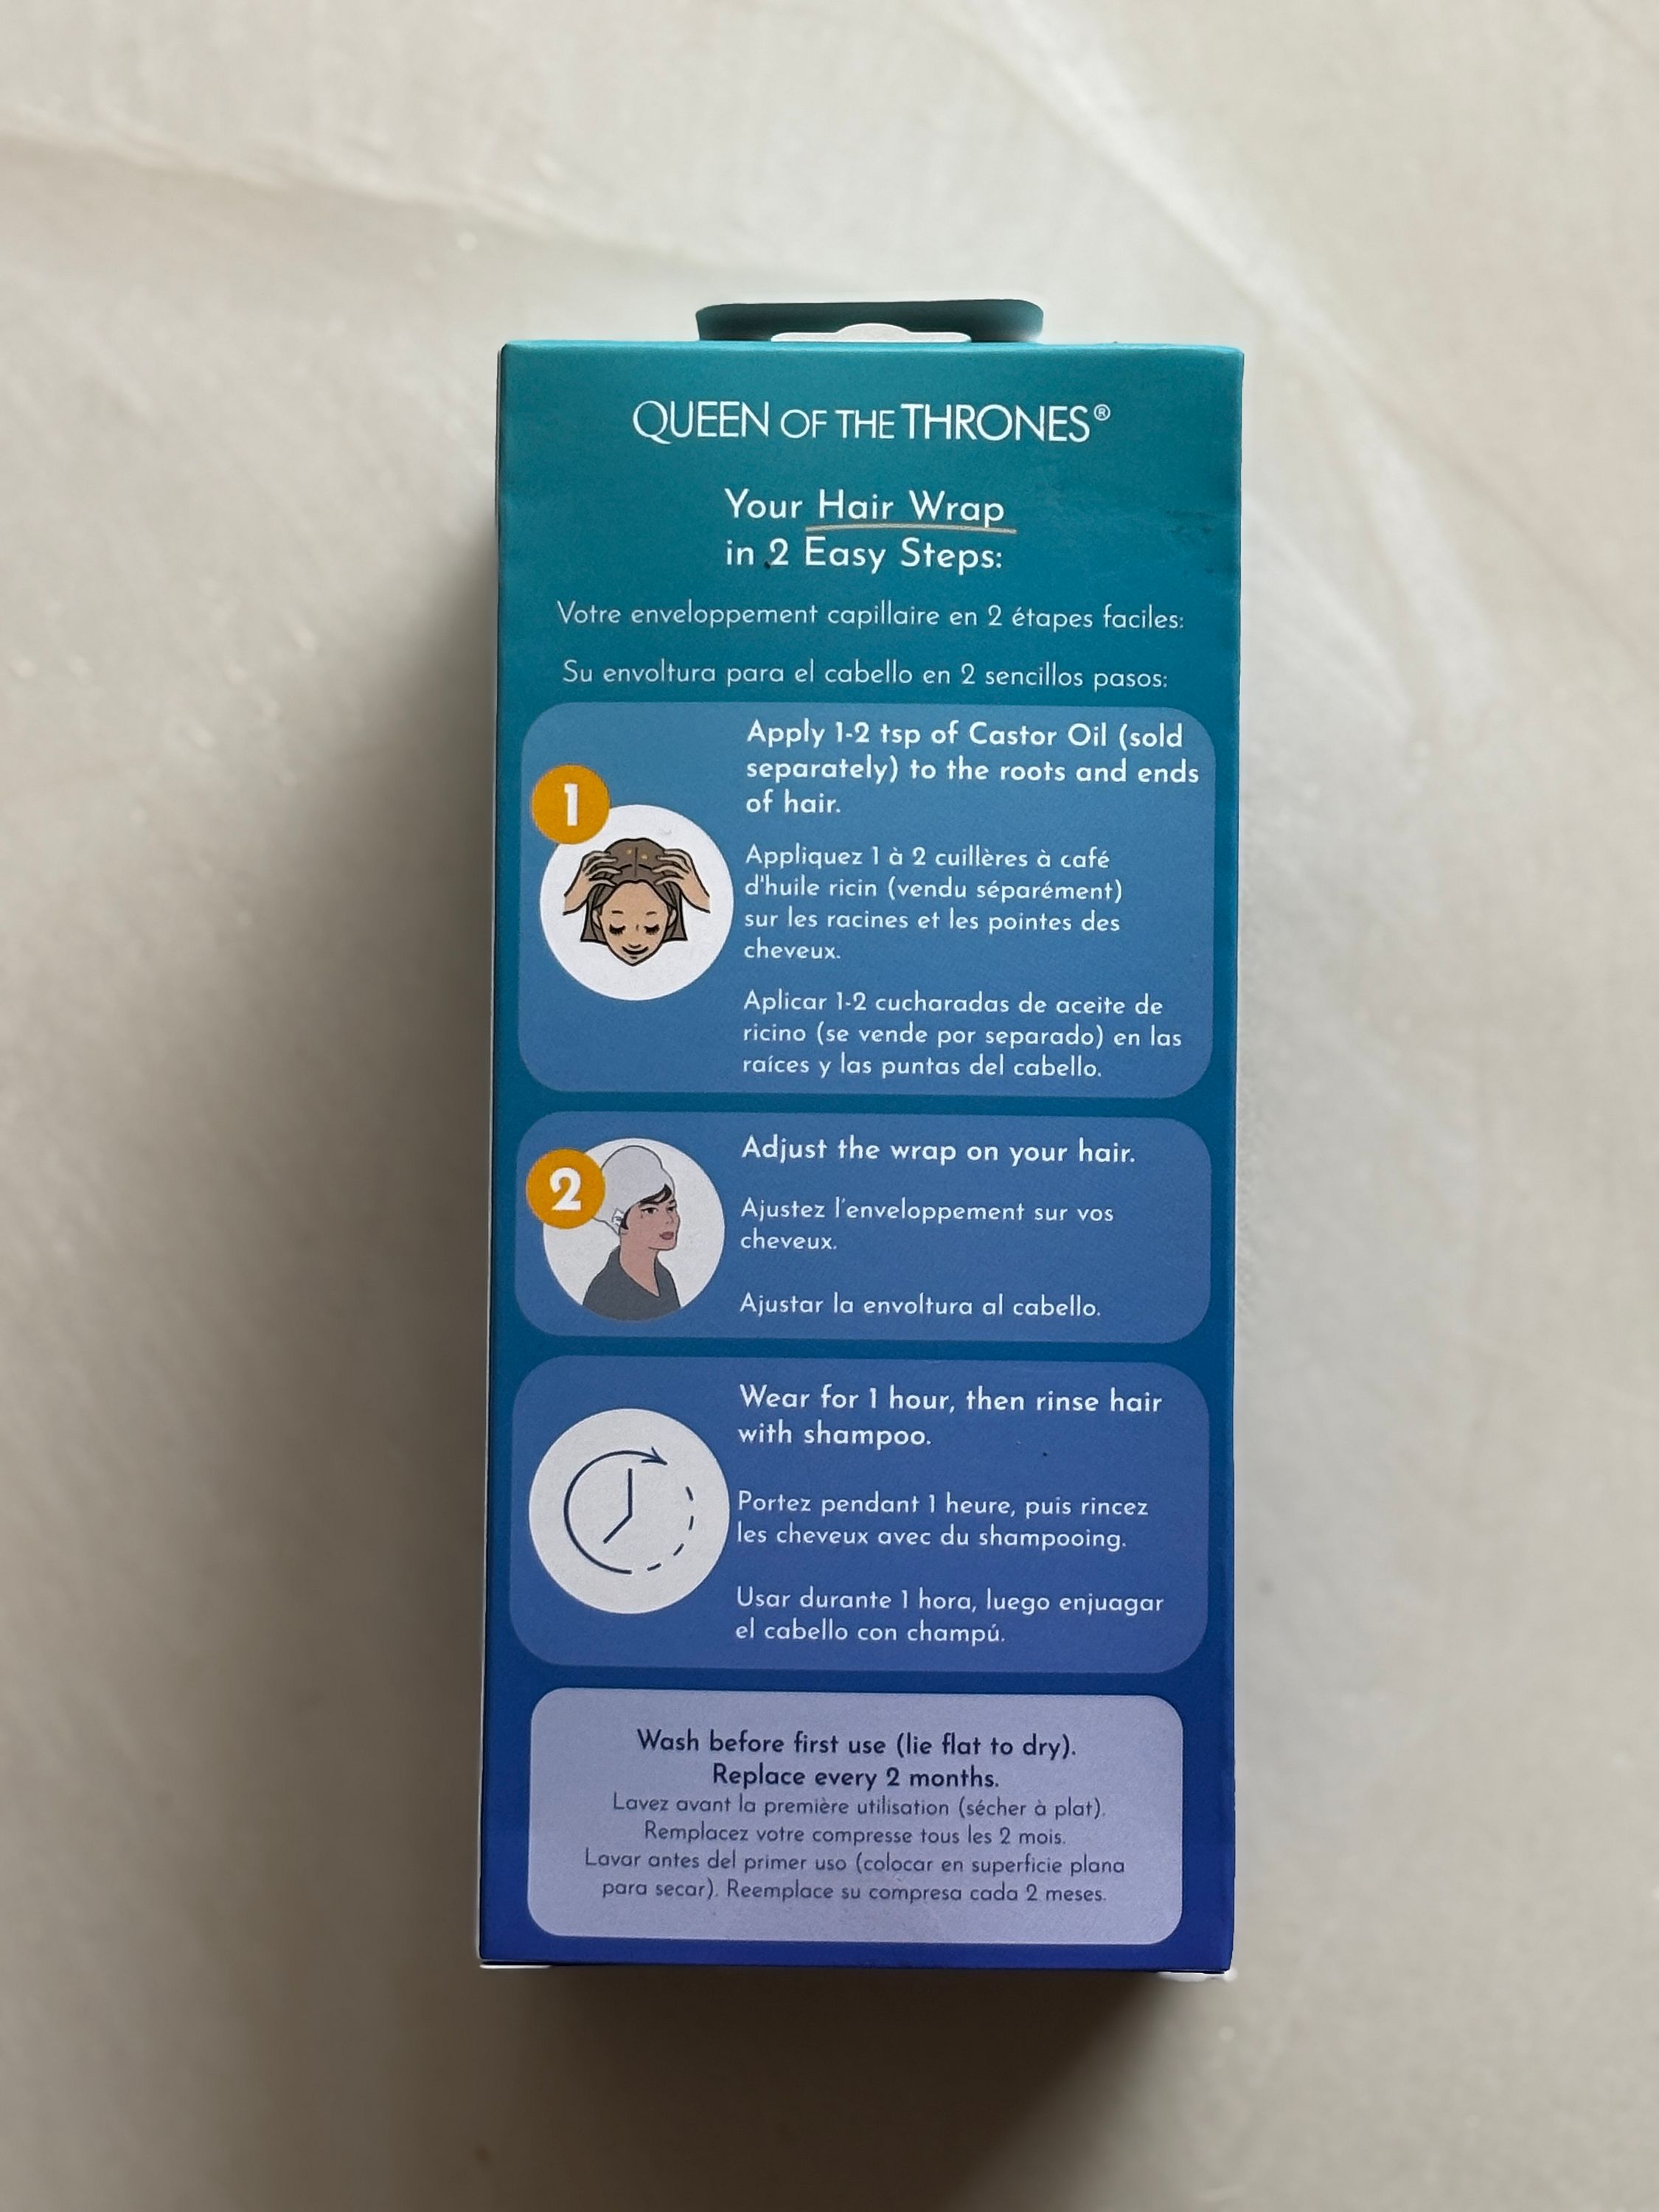 QUEEN OF THE THRONES®
Your Hair Wrap
in 2 Easy Steps:
Votre enveloppement capillaire en 2 étapes faciles:
Su envoltura para el cabello en 2 sencillos pasos:
1
Apply 1-2 tsp of Castor Oil (sold
separately) to the roots and ends
of hair.
Appliquez 1 à 2 cuillères à café
d'huile ricin (vendu séparément)
sur les racines et les pointes des
cheveux.
Aplicar 1-2 cucharadas de aceite de
ricino (se vende por separado) en las
raíces y las puntas del cabello.
2
Adjust the wrap on your hair.
Ajustez l'enveloppement sur vos
cheveux.
Ajustar la envoltura al cabello.
Wear for 1 hour, then rinse hair
with shampoo.
Portez pendant 1 heure, puis rincez
les cheveux avec du shampooing.
Usar durante 1 hora, luego enjuagar
el cabello con champú.
Wash before first use (lie flat to dry).
Replace every 2 months.
Lavez avant la première utilisation (sécher à plat).
Remplacez votre compresse tous les 2 mois.
Lavar antes del primer uso (colocar en superficie plana
para secar). Reemplace su compresa cada 2 meses.